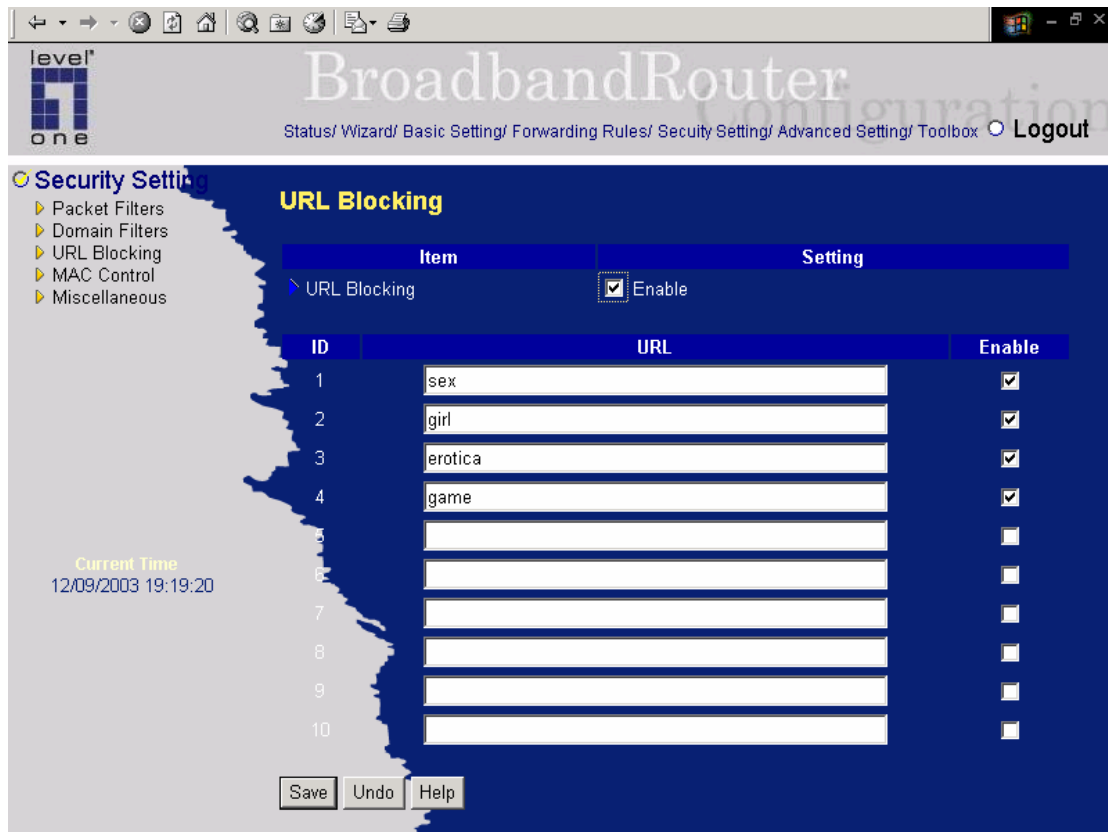 level"
one
BroadbandRouter
Configuration
Status/ Wizard/ Basic Setting/ Forwarding Rules/ Secuity Setting/ Advanced Setting/ Toolbox Logout
Security Setting
Packet Filters
Domain Filters
URL Blocking
MAC Control
Miscellaneous
Current Time
12/09/2003 19:19:20
URL Blocking
Item Setting
URL Blocking Enable
ID URL Enable
1 sex
2 girl
3 erotica
4 game
5
6
7
8
9
10
Save Undo Help